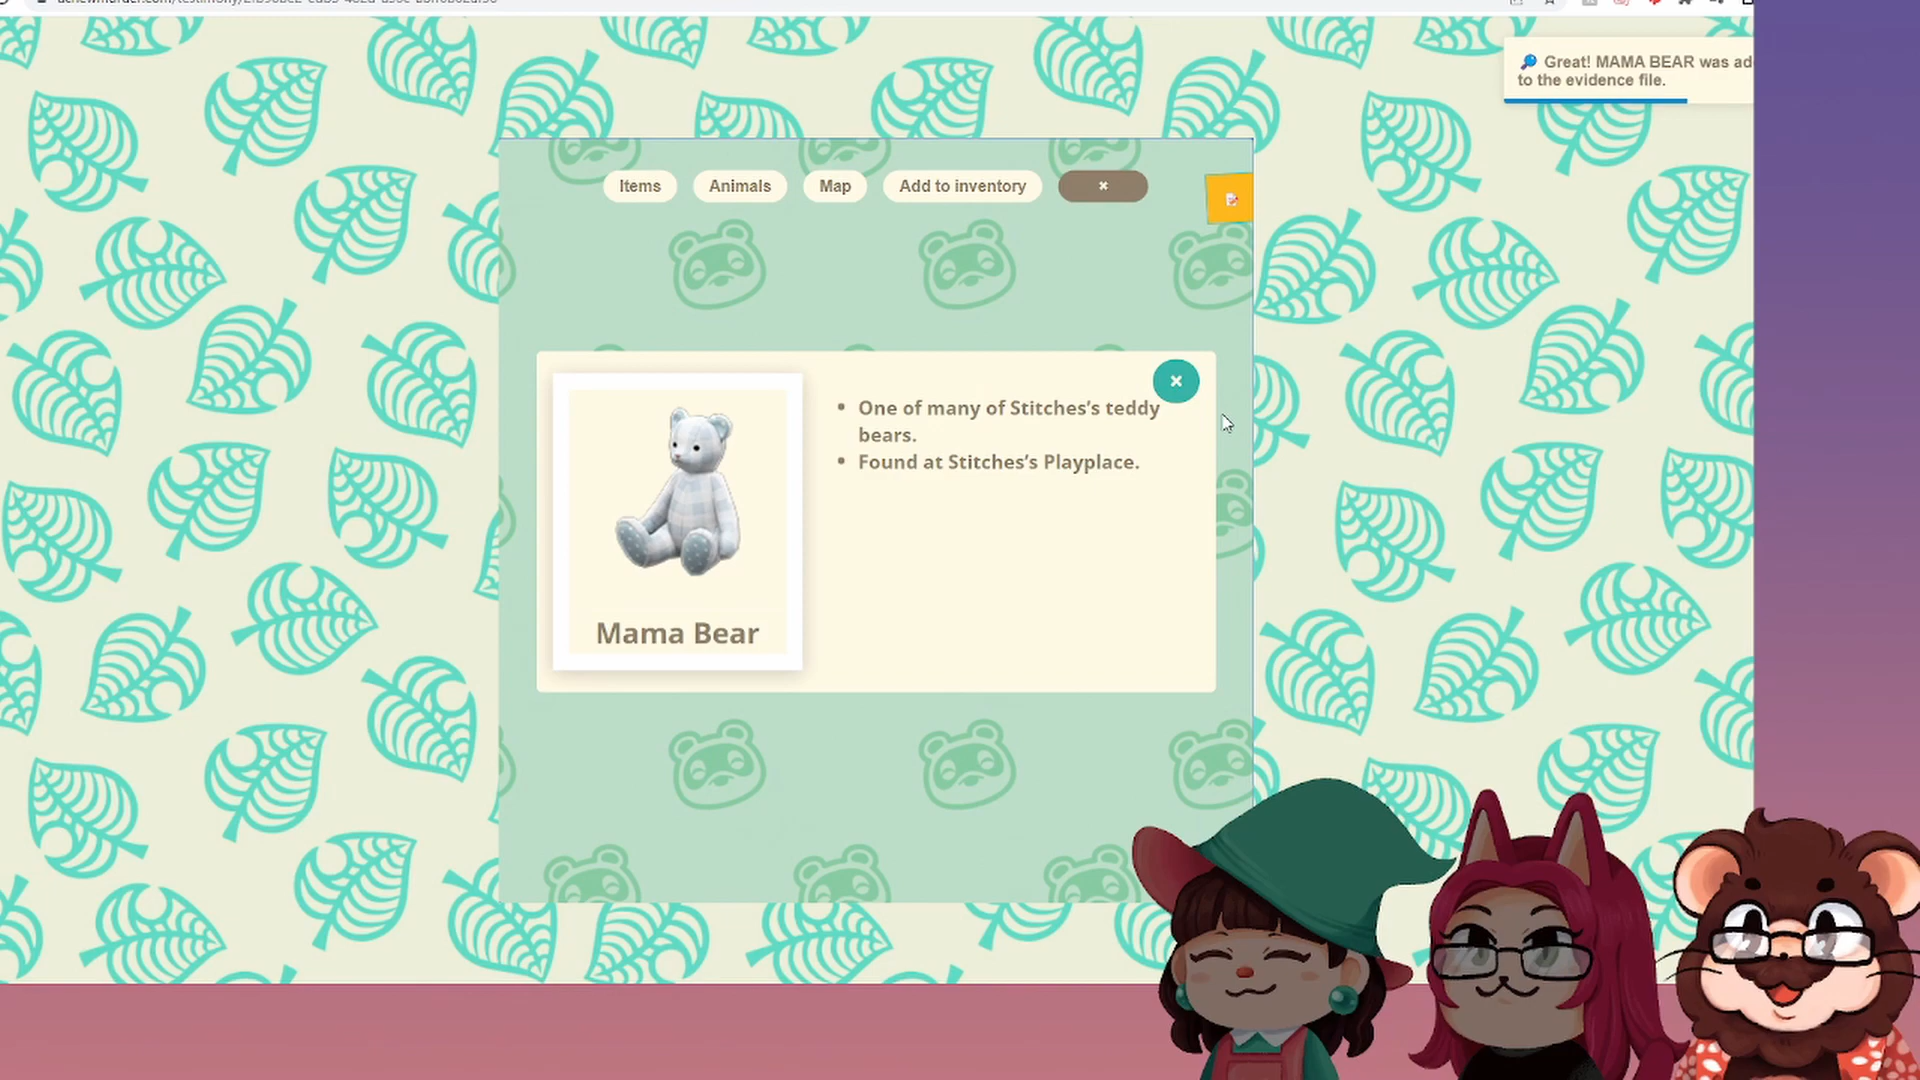 🔎 Great! MAMA BEAR was ad
to the evidence file.
Items
Animals
Map
Add to inventory
×
×
• One of many of Stitches's teddy
bears.
• Found at Stitches's Playplace.
Mama Bear